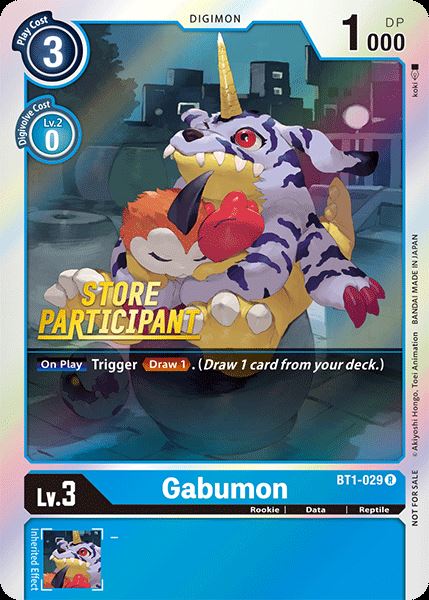 DIGIMON
Play Cost
3
DP
1000
Digivolve Cost
Lv.2
0
koki
STORE
PARTICIPANT
On Play Trigger Draw 1. (Draw 1 card from your deck.)
© Akiyoshi Hongo, Toei Animation BANDAI MADE IN JAPAN
NOT FOR SALE
Lv.3
Gabumon
BT1-029 R
Rookie | Data | Reptile
Inherited Effect
–